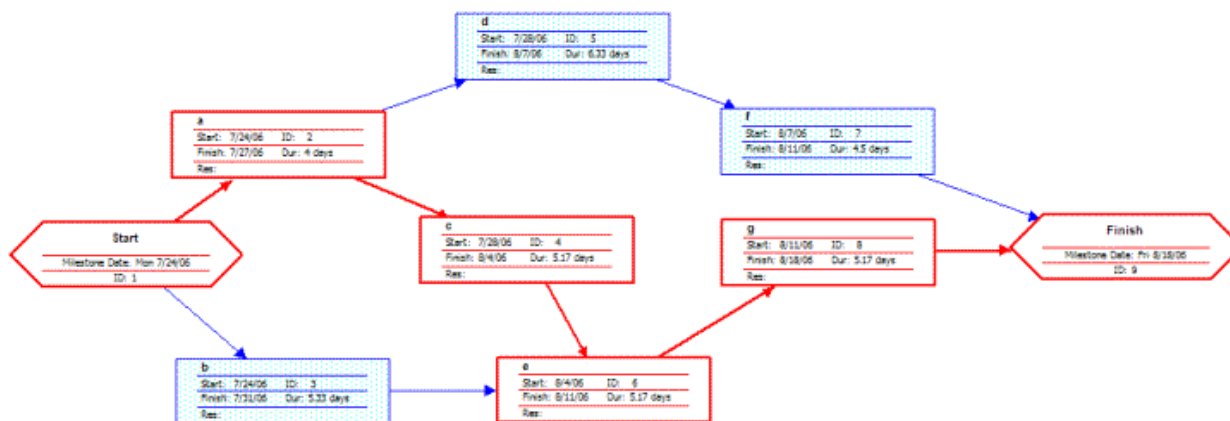 d
Start: 7/28/06 ID: 5
Finish: 8/7/06 Dur: 6.33 days
Res:
a
Start: 7/24/06 ID: 2
Finish: 7/27/06 Dur: 4 days
Res:
f
Start: 8/7/06 ID: 7
Finish: 8/11/06 Dur: 4.5 days
Res:
Start
Milestone Date: Mon 7/24/06
ID: 1
c
Start: 7/28/06 ID: 4
Finish: 8/4/06 Dur: 5.17 days
Res:
g
Start: 8/11/06 ID: 8
Finish: 8/18/06 Dur: 5.17 days
Res:
Finish
Milestone Date: Fri 8/18/06
ID: 9
b
Start: 7/24/06 ID: 3
Finish: 7/31/06 Dur: 5.33 days
Res:
e
Start: 8/4/06 ID: 6
Finish: 8/11/06 Dur: 5.17 days
Res: